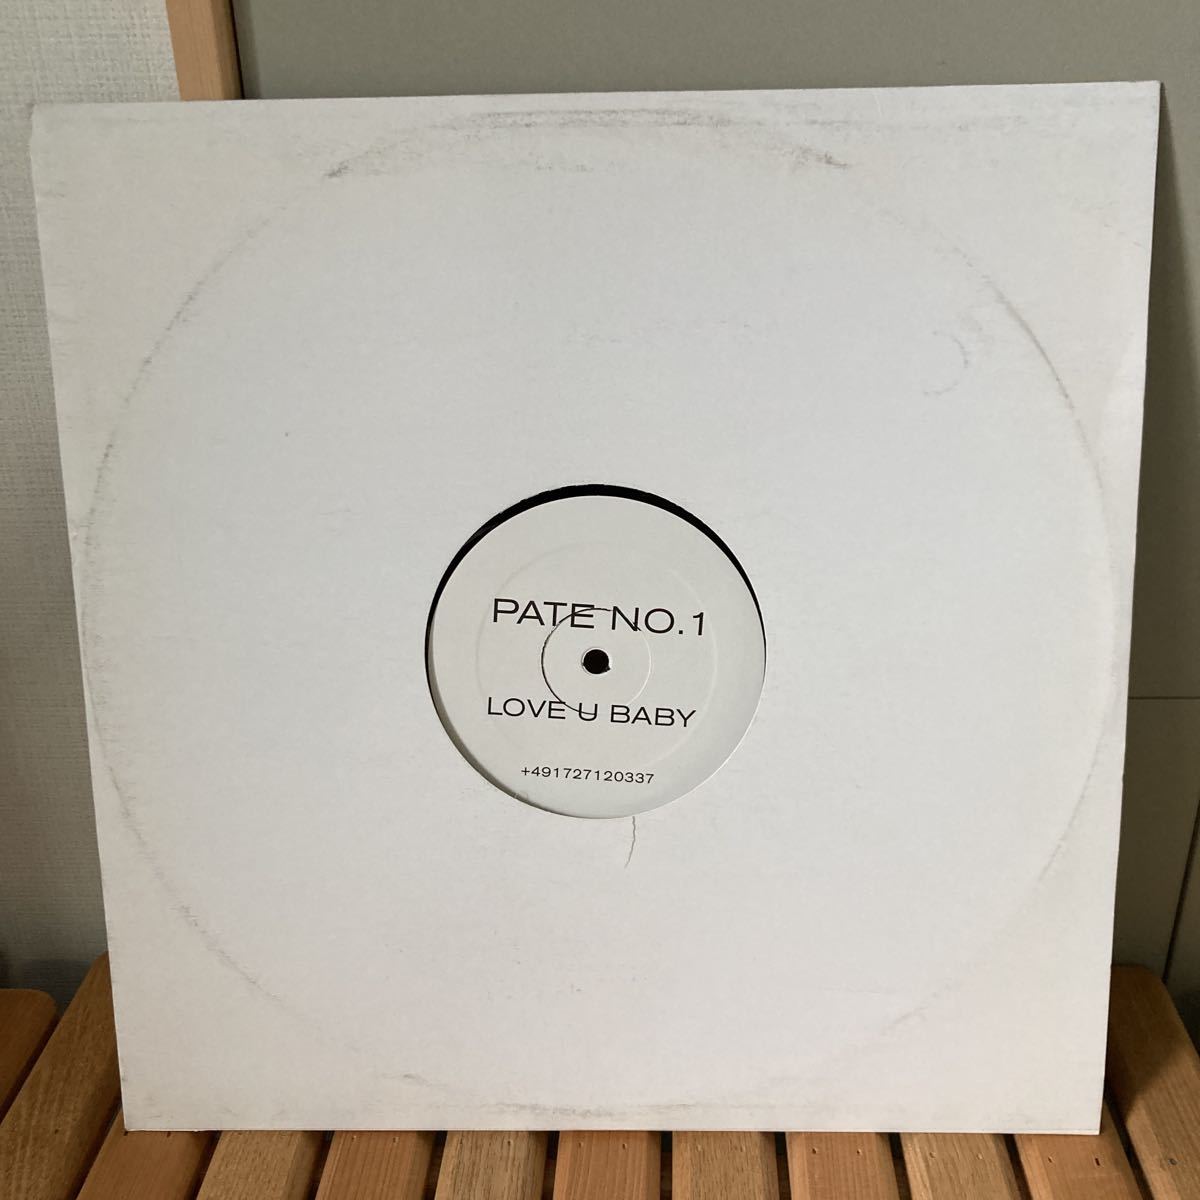 PATE NO.1
LOVE U BABY
+491727120337